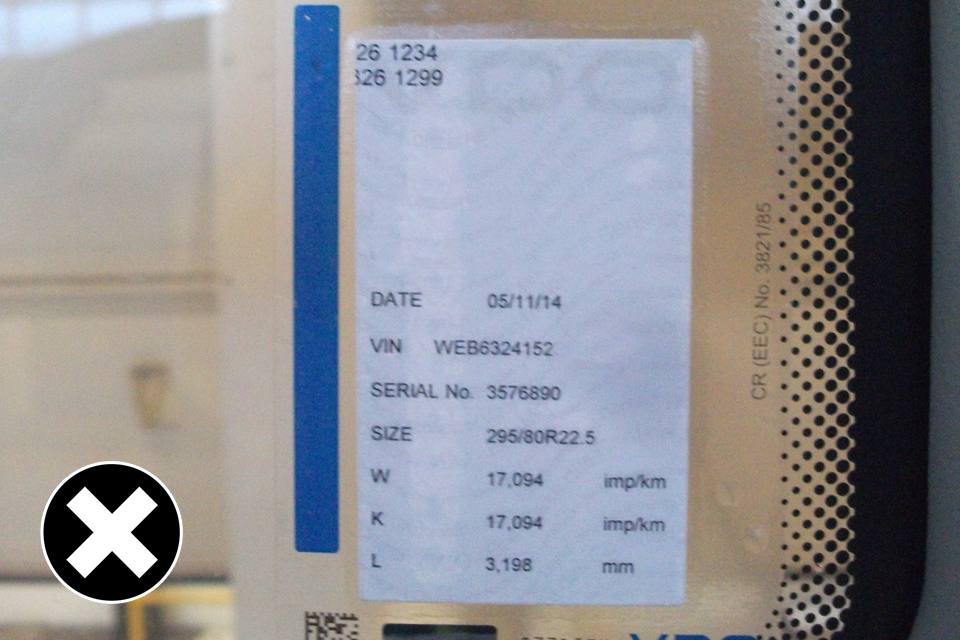 26 1234
326 1299
DATE 05/11/14
VIN WEB6324152
SERIAL No. 3576890
SIZE 295/80R22.5
W 17,094 imp/km
K 17,094 imp/km
L 3,198 mm
CR (EEC) No. 3821/85